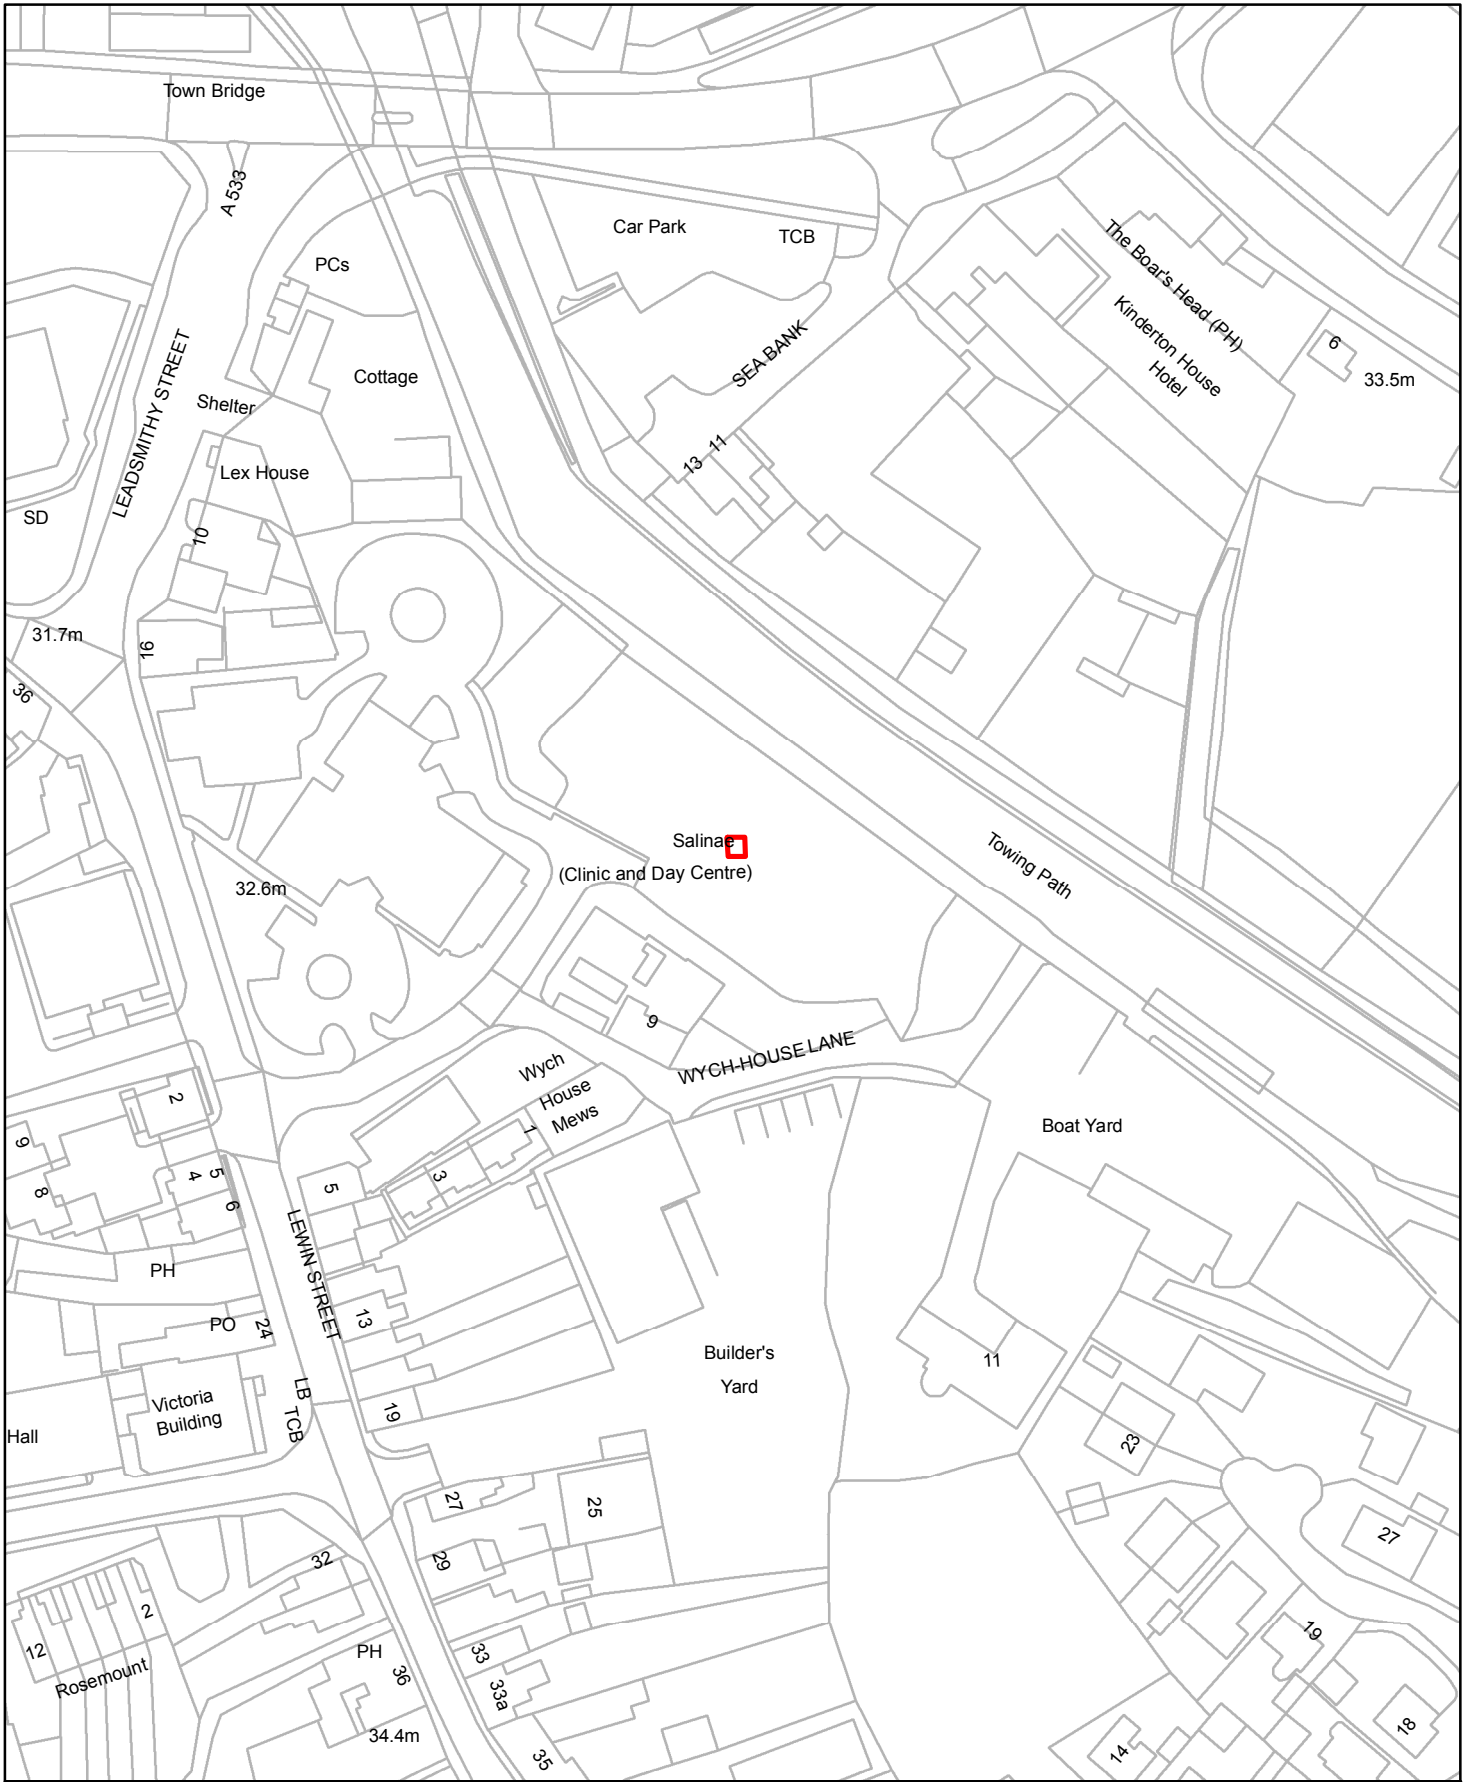 Town Bridge
A 533
Car Park
TCB
PCs
The Boar's Head (PH)
Kinderton House
Hotel
6
33.5m
SEA BANK
LEADSMITHY STREET
Cottage
Shelter
Lex House
13
11
SD
10
31.7m
16
36
Salinae
(Clinic and Day Centre)
Towing Path
32.6m
9
WYCH-HOUSE LANE
Wych
House
Mews
2
1
Boat Yard
9
8
4
5
6
5
3
LEWIN STREET
PH
PO
24
13
Builder's
Yard
11
LB
TCB
Victoria
Building
19
Hall
23
27
25
27
29
32
2
12
Rosemount
19
33
33a
PH
36
34.4m
35
14
18